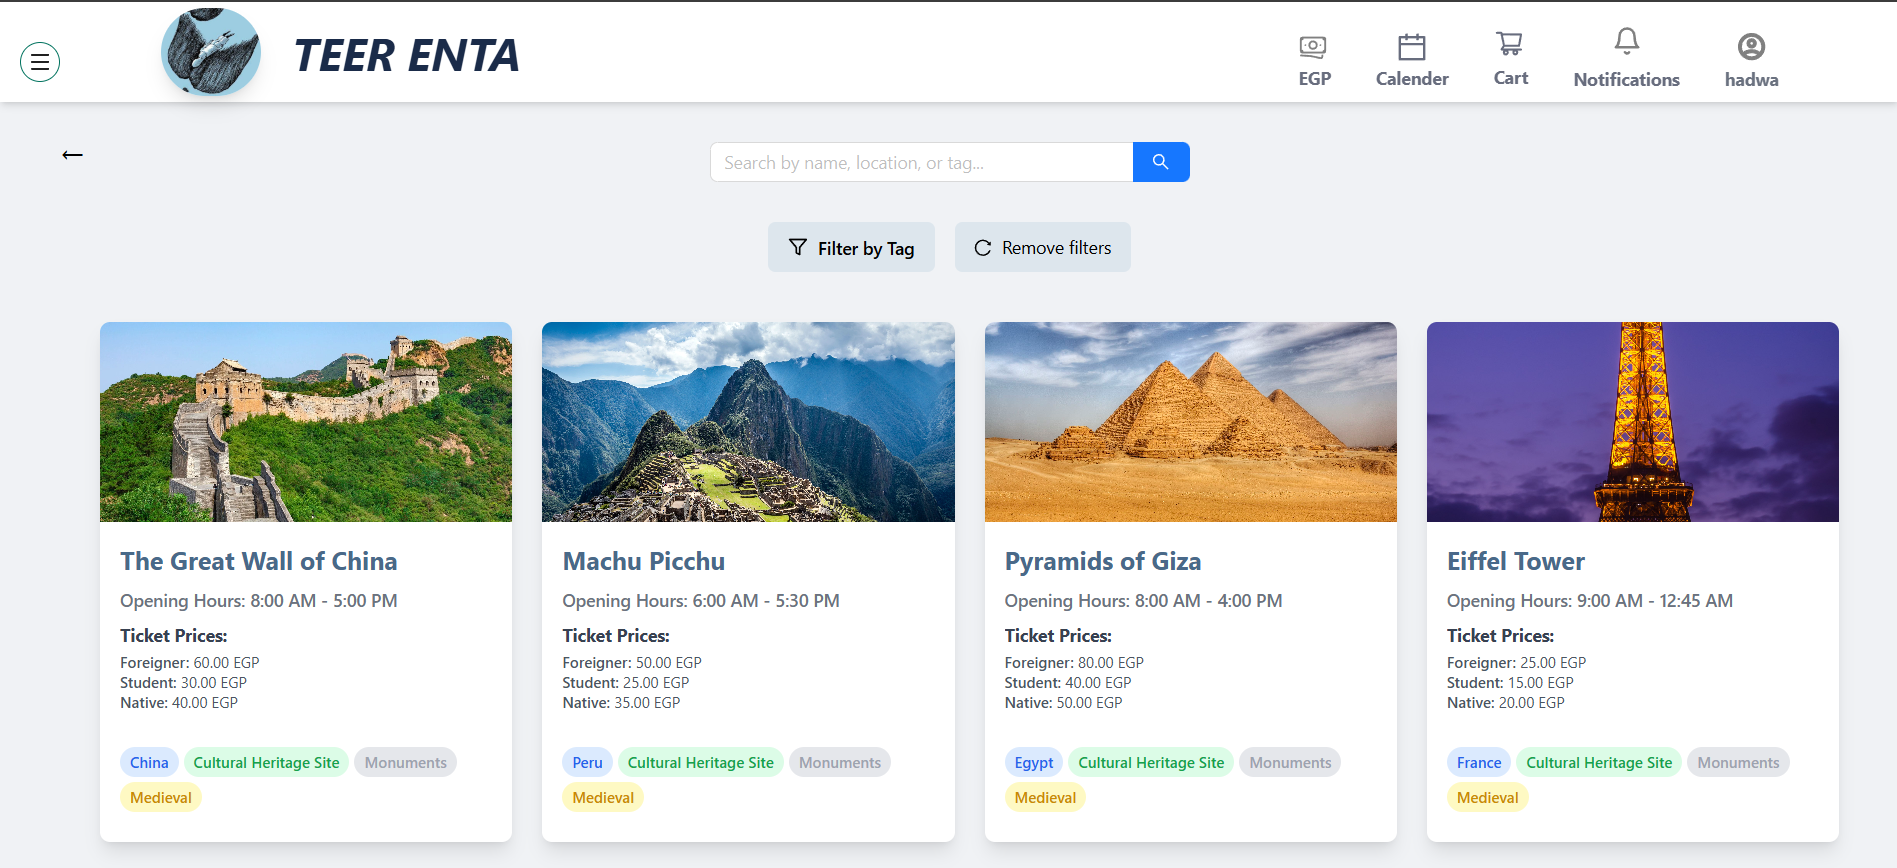 TEER ENTA
EGP
Calender
Cart
Notifications
hadwa
Search by name, location, or tag...
Filter by Tag
Remove filters
The Great Wall of China
Opening Hours: 8:00 AM - 5:00 PM
Ticket Prices:
Foreigner: 60.00 EGP
Student: 30.00 EGP
Native: 40.00 EGP
China
Cultural Heritage Site
Monuments
Medieval
Machu Picchu
Opening Hours: 6:00 AM - 5:30 PM
Ticket Prices:
Foreigner: 50.00 EGP
Student: 25.00 EGP
Native: 35.00 EGP
Peru
Cultural Heritage Site
Monuments
Medieval
Pyramids of Giza
Opening Hours: 8:00 AM - 4:00 PM
Ticket Prices:
Foreigner: 80.00 EGP
Student: 40.00 EGP
Native: 50.00 EGP
Egypt
Cultural Heritage Site
Monuments
Medieval
Eiffel Tower
Opening Hours: 9:00 AM - 12:45 AM
Ticket Prices:
Foreigner: 25.00 EGP
Student: 15.00 EGP
Native: 20.00 EGP
France
Cultural Heritage Site
Monuments
Medieval